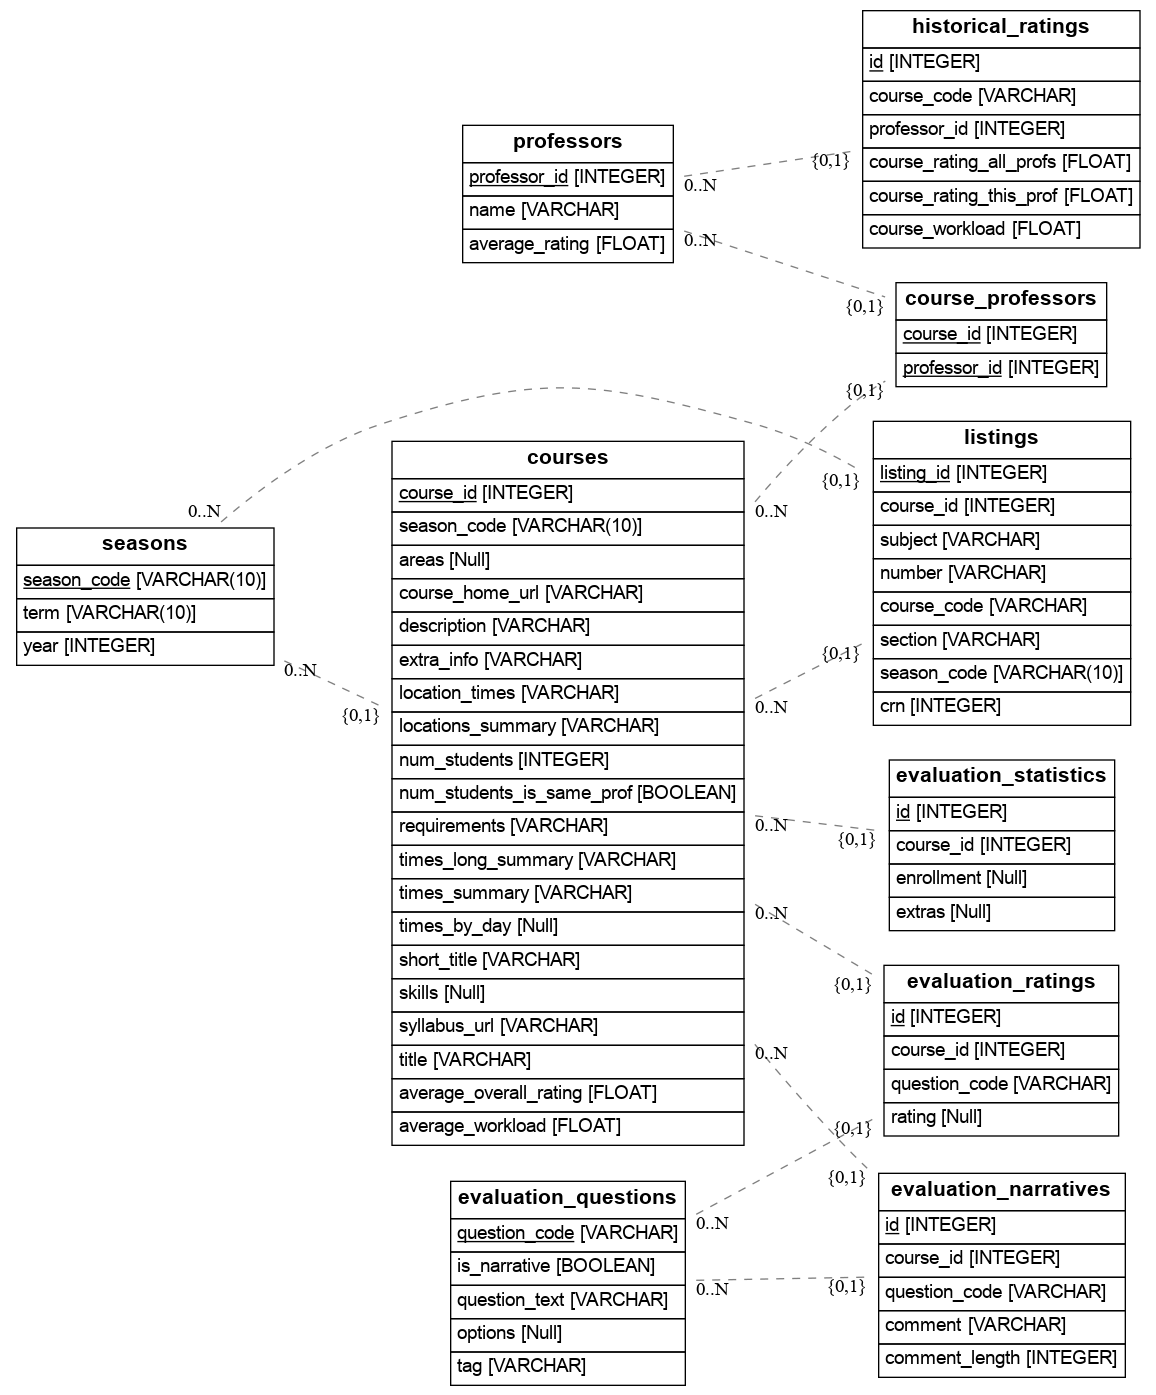 historical_ratings
id [INTEGER]
course_code [VARCHAR]
professor_id [INTEGER]
course_rating_all_profs [FLOAT]
course_rating_this_prof [FLOAT]
course_workload [FLOAT]
professors
professor_id [INTEGER]
name [VARCHAR]
average_rating [FLOAT]
0..N
{0,1}
0..N
{0,1}
course_professors
course_id [INTEGER]
professor_id [INTEGER]
{0,1}
0..N
listings
listing_id [INTEGER]
course_id [INTEGER]
subject [VARCHAR]
number [VARCHAR]
course_code [VARCHAR]
section [VARCHAR]
season_code [VARCHAR(10)]
crn [INTEGER]
{0,1}
0..N
{0,1}
0..N
seasons
season_code [VARCHAR(10)]
term [VARCHAR(10)]
year [INTEGER]
0..N
{0,1}
courses
course_id [INTEGER]
season_code [VARCHAR(10)]
areas [Null]
course_home_url [VARCHAR]
description [VARCHAR]
extra_info [VARCHAR]
location_times [VARCHAR]
locations_summary [VARCHAR]
num_students [INTEGER]
num_students_is_same_prof [BOOLEAN]
requirements [VARCHAR]
times_long_summary [VARCHAR]
times_summary [VARCHAR]
times_by_day [Null]
short_title [VARCHAR]
skills [Null]
syllabus_url [VARCHAR]
title [VARCHAR]
average_overall_rating [FLOAT]
average_workload [FLOAT]
0..N
{0,1}
evaluation_statistics
id [INTEGER]
course_id [INTEGER]
enrollment [Null]
extras [Null]
0..N
{0,1}
evaluation_ratings
id [INTEGER]
course_id [INTEGER]
question_code [VARCHAR]
rating [Null]
0..N
{0,1}
{0,1}
0..N
evaluation_narratives
id [INTEGER]
course_id [INTEGER]
question_code [VARCHAR]
comment [VARCHAR]
comment_length [INTEGER]
evaluation_questions
question_code [VARCHAR]
is_narrative [BOOLEAN]
question_text [VARCHAR]
options [Null]
tag [VARCHAR]
0..N
{0,1}